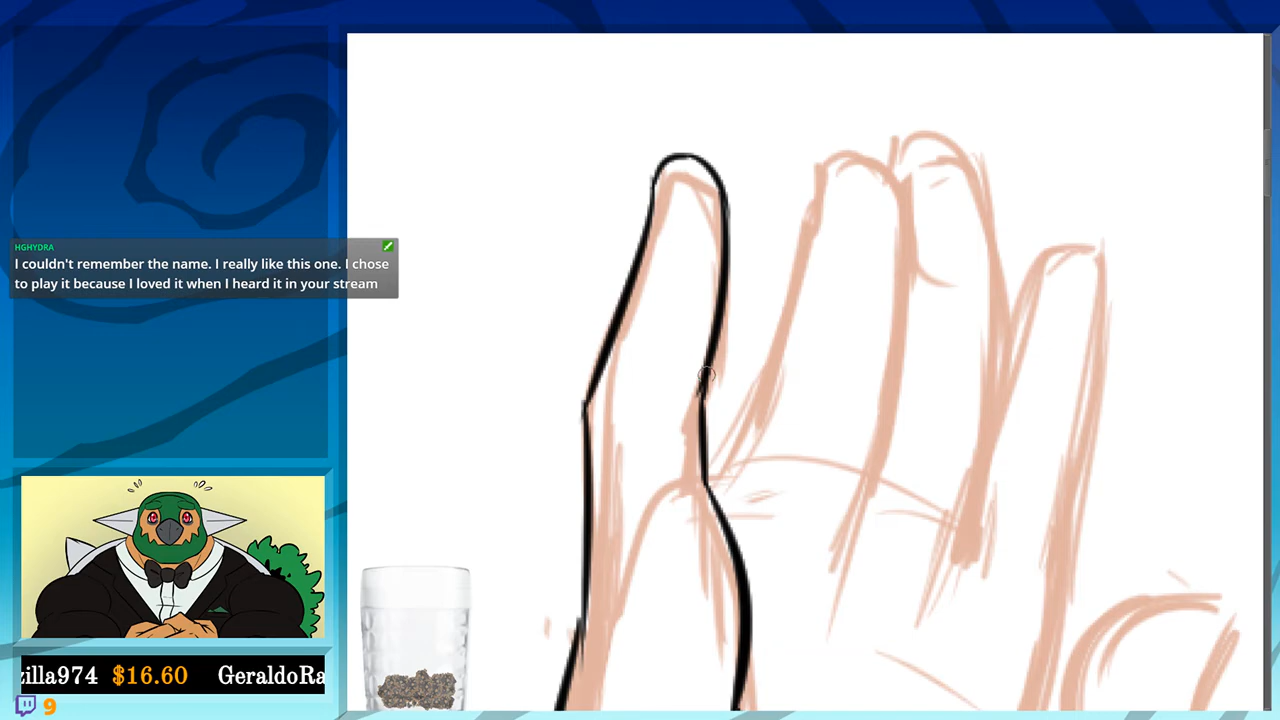 HGHYDRA
I couldn't remember the name. I really like this one. I chose
to play it because I loved it when I heard it in your stream
zilla974 $16.60 GeraldoRa
9